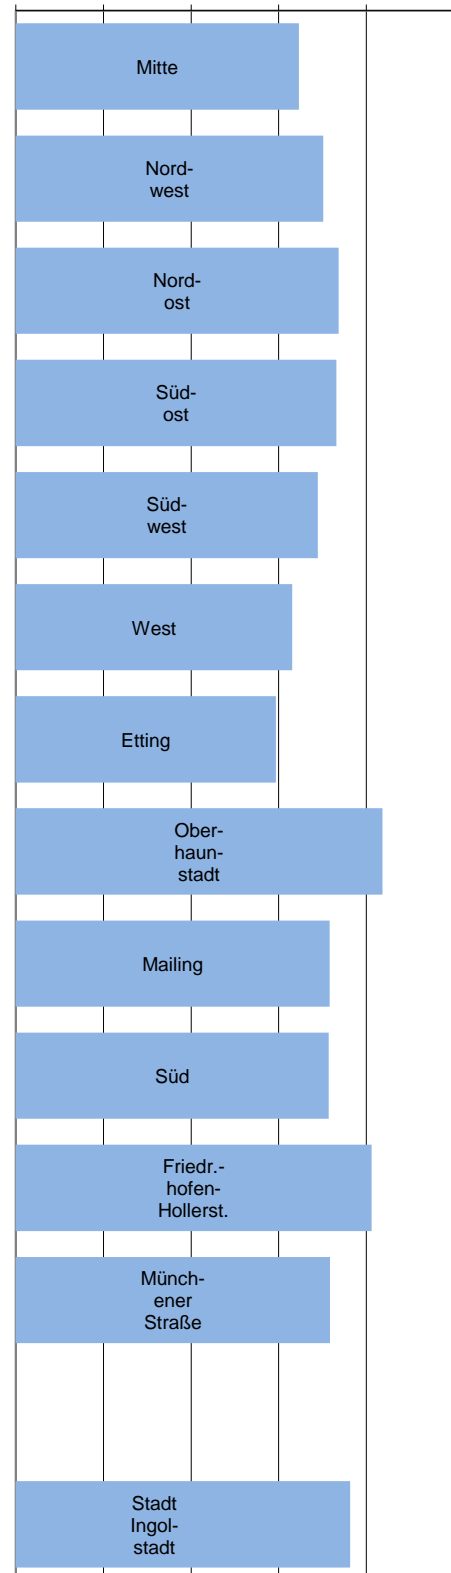 Mitte
Nord-
west
Nord-
ost
Süd-
ost
Süd-
west
West
Etting
Ober-
haun-
stadt
Mailing
Süd
Friedr.-
hofen-
Hollerst.
Münch-
ener
Straße
Stadt
Ingol-
stadt